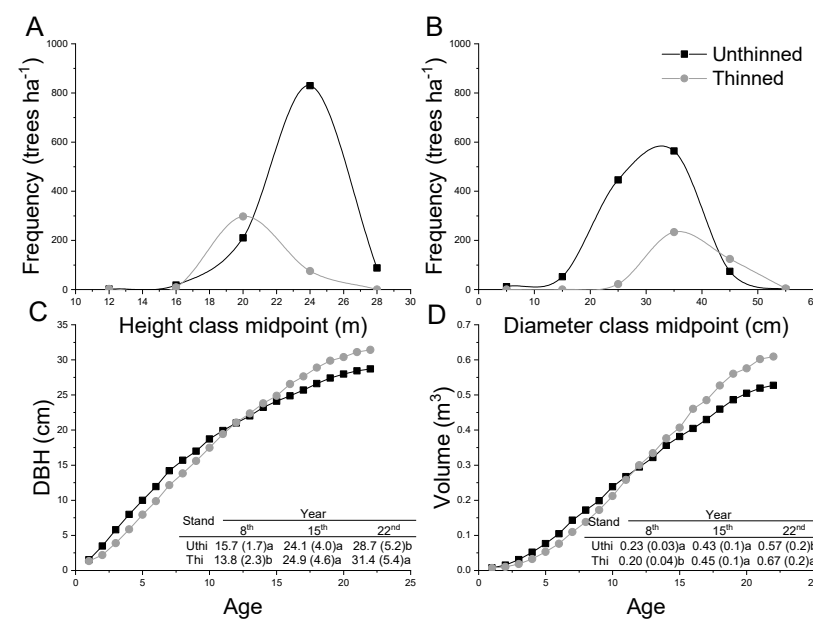 A
B
1000
800
600
400
200
0
Frequency (trees ha-1)
10 12 14 16 18 20 22 24 26 28 30
Height class midpoint (m)
1000
800
600
400
200
0
Frequency (trees ha-1)
0 10 20 30 40 50 60
Diameter class midpoint (cm)
Unthinned
Thinned
C
35
30
25
20
15
10
5
0
DBH (cm)
Stand Year
8th 15th 22nd
Uthi 15.7 (1.7)a 24.1 (4.0)a 28.7 (5.2)b
Thi 13.8 (2.3)b 24.9 (4.6)a 31.4 (5.4)a
0 5 10 15 20 25
Age
D
0.7
0.6
0.5
0.4
0.3
0.2
0.1
0.0
Volume (m3)
Stand Year
8th 15th 22nd
Uthi 0.23 (0.03)a 0.43 (0.1)a 0.57 (0.2)b
Thi 0.20 (0.04)b 0.45 (0.1)a 0.67 (0.2)a
0 5 10 15 20 25
Age